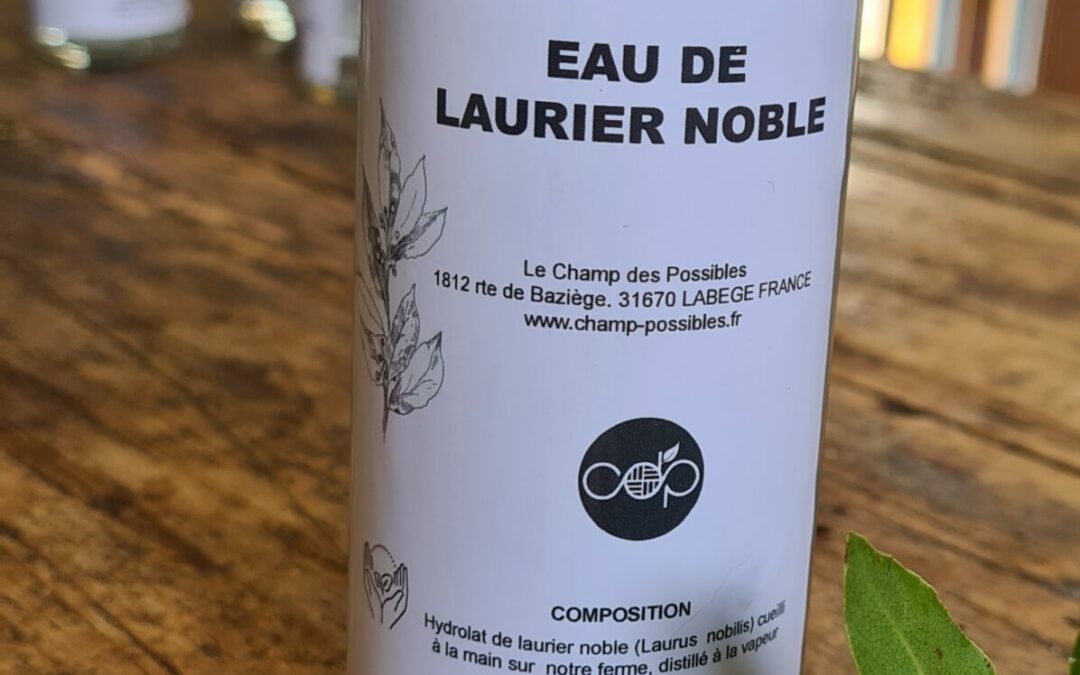 EAU DE
LAURIER NOBLE
Le Champ des Possibles
1812 rte de Baziège. 31670 LABEGE FRANCE
www.champ-possibles.fr
cdp
COMPOSITION
Hydrolat de laurier noble (Laurus nobilis) cueilli
à la main sur notre ferme, distillé à la vapeur